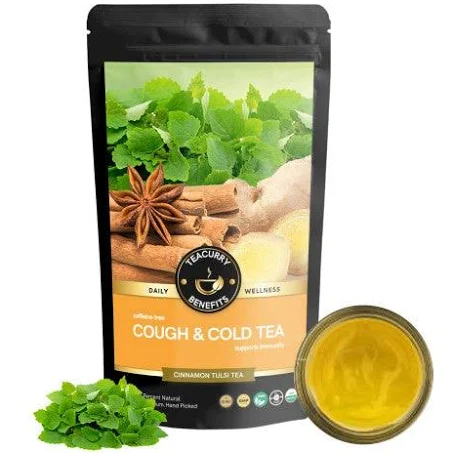 TEACURRY
BENEFITS
DAILY WELLNESS
caffeine-free
COUGH & COLD TEA
supports immunity
CINNAMON TULSI TEA
Natural
Hand Picked